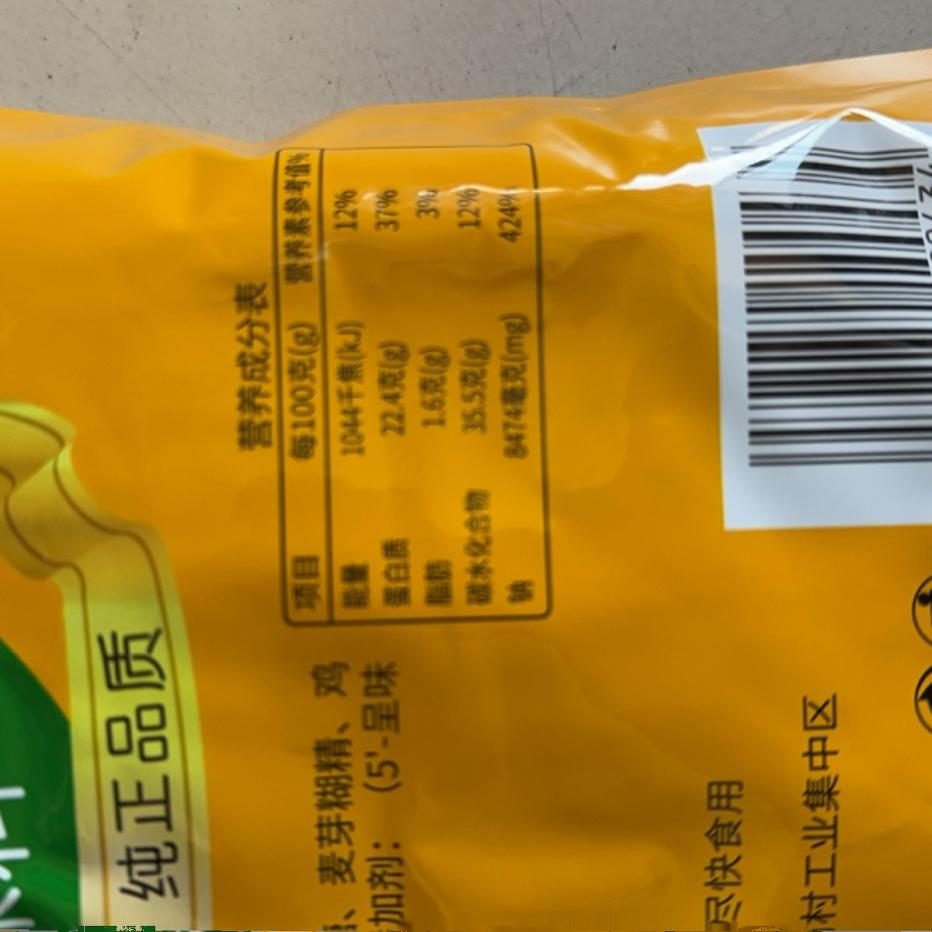 纯正品质
营养成分表
项目 每100克(g) 营养素参考值%
能量 1044千焦(kJ) 12%
蛋白质 22.4克(g) 37%
脂肪 1.6克(g) 3%
碳水化合物 35.5克(g) 12%
钠 8474毫克(mg) 424%
、麦芽糊精、鸡
加剂：（5'-呈味
尽快食用
村工业集中区